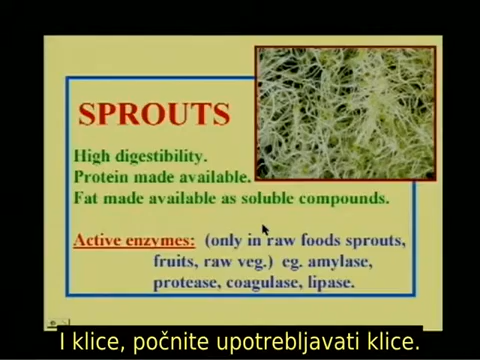 SPROUTS
High digestibility.
Protein made available.
Fat made available as soluble compounds.
Active enzymes: (only in raw foods sprouts,
fruits, raw veg.) eg. amylase,
protease, coagulase, lipase.
I klice, počnite upotrebljavati klice.